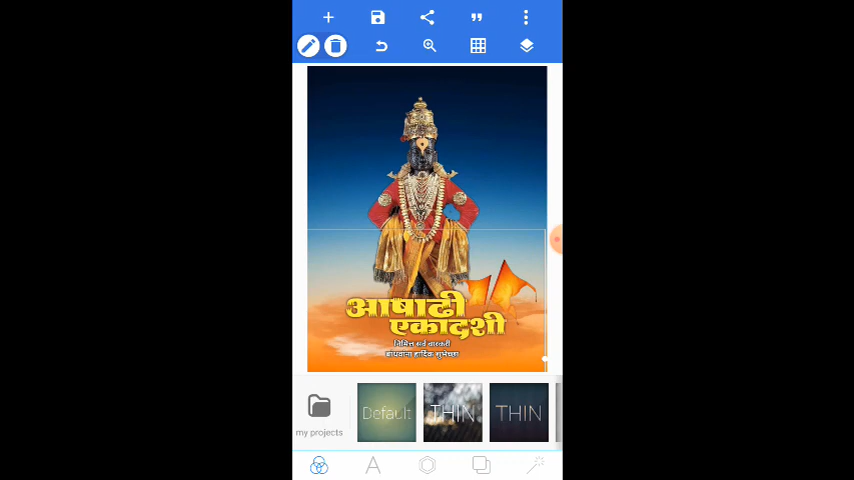 आषाढी
एकादशी
निमित्त सर्व वारकरी
बांधवांना हार्दिक शुभेच्छा
my projects
Default
THIN
THIN
A